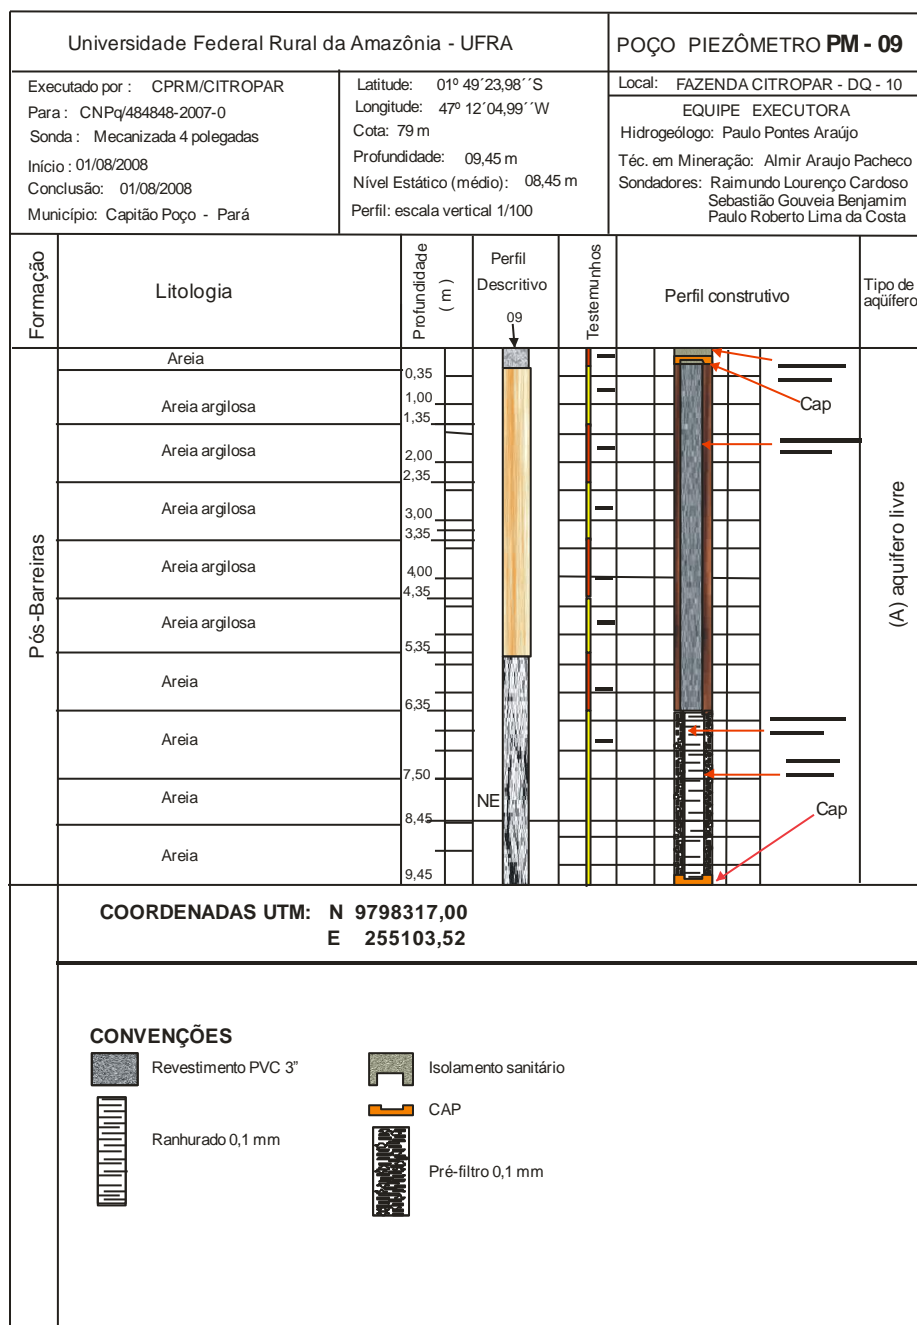 Universidade Federal Rural da Amazônia - UFRA
POÇO PIEZÔMETRO PM - 09
Executado por : CPRM/CITROPAR
Para : CNPq/484848-2007-0
Sonda : Mecanizada 4 polegadas
Início : 01/08/2008
Conclusão: 01/08/2008
Município: Capitão Poço - Pará
Latitude: 01º 49´23,98´´S
Longitude: 47º 12´04,99´´W
Cota: 79 m
Profundidade: 09,45 m
Nível Estático (médio): 08,45 m
Perfil: escala vertical 1/100
Local: FAZENDA CITROPAR - DQ - 10
EQUIPE EXECUTORA
Hidrogeólogo: Paulo Pontes Araújo
Téc. em Mineração: Almir Araujo Pacheco
Sondadores: Raimundo Lourenço Cardoso
Sebastião Gouveia Benjamim
Paulo Roberto Lima da Costa
Formação
Litologia
Profundidade
( m )
Perfil
Descritivo
09
Testemunhos
Perfil construtivo
Tipo de
aqüífero
Pós-Barreiras
Areia
0,35
Areia argilosa
1,00
1,35
Areia argilosa
2,00
2,35
Areia argilosa
3,00
3,35
Areia argilosa
4,00
4,35
Areia argilosa
5,35
Areia
6,35
Areia
7,50
Areia
8,45
Areia
9,45
NE
Cap
Cap
(A) aquifero livre
COORDENADAS UTM: N 9798317,00
E 255103,52
CONVENÇÕES
Revestimento PVC 3”
Isolamento sanitário
CAP
Ranhurado 0,1 mm
Pré-filtro 0,1 mm